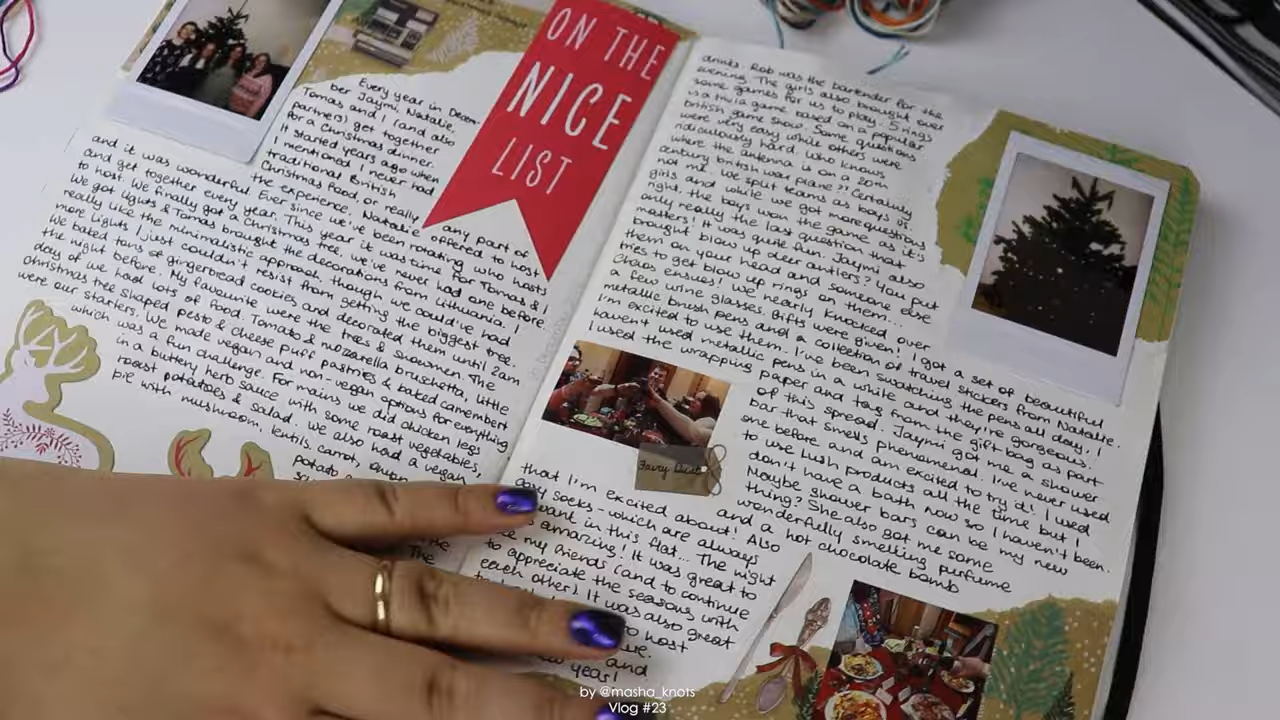 ON THE
NICE
LIST
Every year in Decem-
ber Jaymi, Natalie,
Tomas and I (and also
partners) get together
for a Christmas dinner.
It started years ago when
I mentioned I never had
traditional British
Christmas food, or really any part of
the experience. Natalie offered to host
and it was wonderful. Ever since we've been rotating who hosts
and get together every year. This year it was time for Tomas & I
to host. We finally got a Christmas tree - we've never had one before.
We got lights & Tomas brought the decorations from Lithuania. I
really like the minimalistic approach, though we could've had
more lights. I just couldn't resist from getting the biggest tree.
We baked tons of gingerbread cookies and decorated them until 2am
the night before. My favourite were the trees & snowmen. The
day of we had lots of food. Tomato & mozzarella bruschetta, little
christmas tree shaped pesto & cheese puff pastries & baked camembert
were our starters. We made vegan and non-vegan options for everything
which was a fun challenge. For mains we did chicken legs
in a buttery herb sauce with some roast vegetables,
roast potatoes & salad. We also had a vegan
pie with mushroom, lentils, carrot,
potato
the
The
drinks. Rob was the bartender for the
evening. The girls also brought over
some games for us to play. 5 rings
is a trivia game based on a popular
british game show. Some questions
were very easy while others were
ridiculously hard. Who knows
where the antenna is on a 20th
century british war plane?! Certainly
not me. We split teams as boys vs.
girls and while we got more questions
right, the boys won the game as it's
only really the last question that
matters! It was quite fun. Jaymi also
brought blow up deer antlers? You put
them on your head and someone else
tries to get blow up rings on them...
Chaos ensues! We nearly knocked over
a few wine glasses. Gifts were given! I got a set of beautiful
metallic brush pens and a collection of travel stickers from Natalie.
I'm excited to use them. I've been swatching the pens all day. I
haven't used metallic pens in a while and they're gorgeous.
I used the wrapping paper and tag from the gift bag as part
of this spread. Jaymi got me a shower
bar that smells phenomenal. I've never used
one before and am excited to try it! I used
to use Lush products all the time but I
don't have a bath now so I haven't been.
Maybe shower bars can be my new
thing? She also got me some
wonderfully smelling perfume
and a hot chocolate bomb
Fairy Dust
that I'm excited about! Also
cozy socks - which are always
want in this flat... The night
amazing! It was great to
see my friends (and to continue
to appreciate the seasons with
each other). It was also great
to host
and
year!
by @masha_knots
Vlog #23